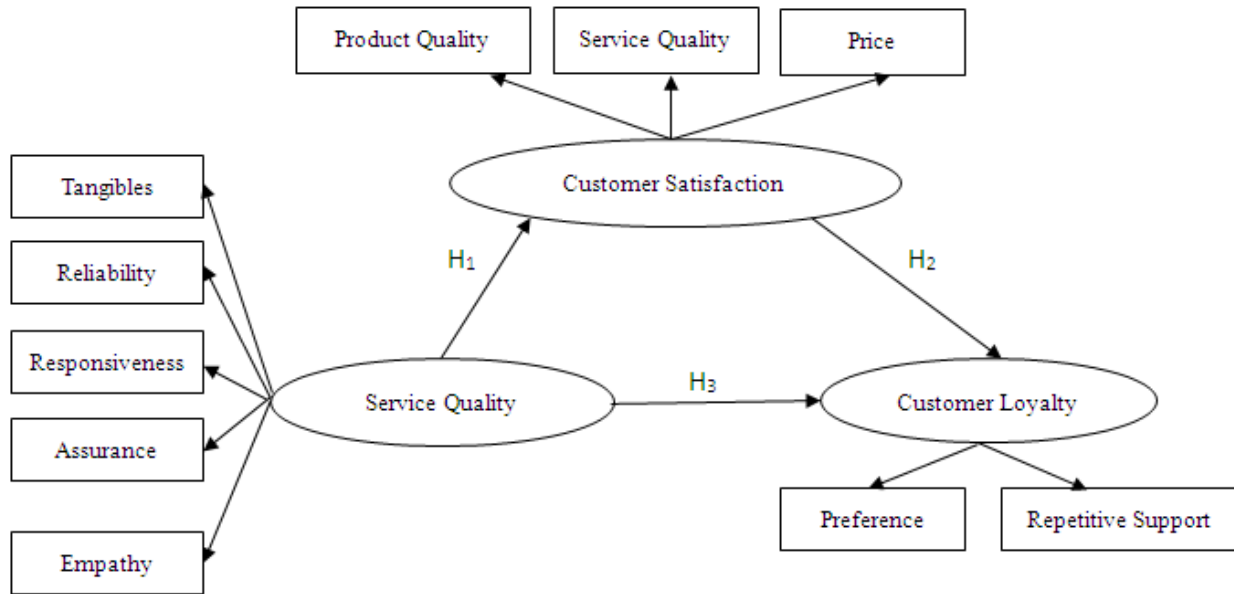 Product Quality
Service Quality
Price
Tangibles
Customer Satisfaction
Reliability
H₁
H₂
Responsiveness
H₃
Service Quality
Customer Loyalty
Assurance
Preference
Repetitive Support
Empathy